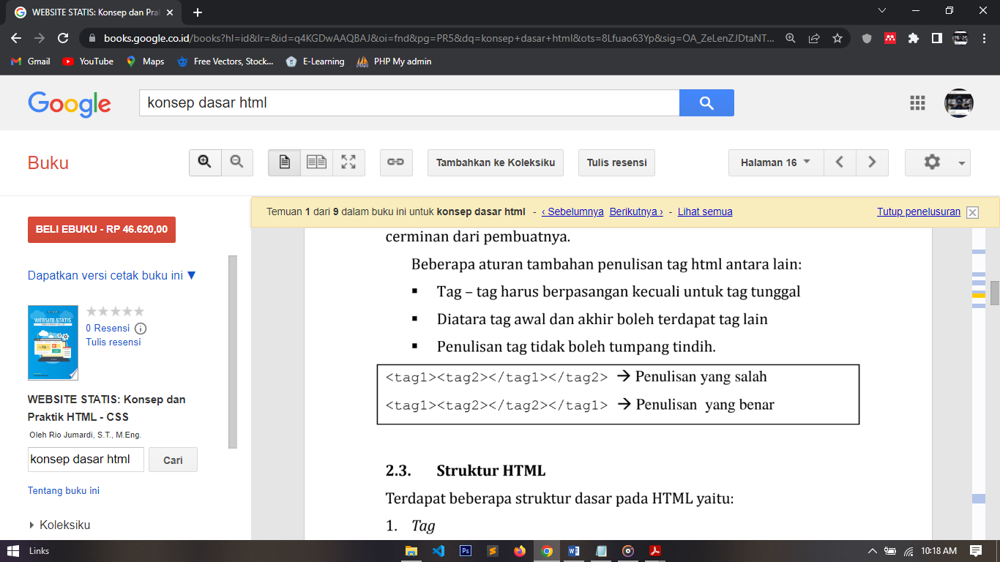 WEBSITE STATIS: Konsep dan Pra
books.google.co.id/books?hl=id&lr=&id=q4KGDwAAQBAJ&oi=fnd&pg=PR5&dq=konsep+dasar+html&ots=8Lfuao63Yp&sig=OA_ZeLenZJDtaNT...
Gmail YouTube Maps Free Vectors, Stock... E-Learning PHP My admin
Google konsep dasar html
Buku Tambahkan ke Koleksiku Tulis resensi Halaman 16
Temuan 1 dari 9 dalam buku ini untuk konsep dasar html - ‹ Sebelumnya Berikutnya › - Lihat semua Tutup penelusuran
BELI EBUKU - RP 46.620,00
Dapatkan versi cetak buku ini ▼
0 Resensi
Tulis resensi
WEBSITE STATIS: Konsep dan
Praktik HTML - CSS
Oleh Rio Jumardi, S.T., M.Eng.
konsep dasar html Cari
Tentang buku ini
Koleksiku
cerminan dari pembuatnya.
Beberapa aturan tambahan penulisan tag html antara lain:
▪ Tag – tag harus berpasangan kecuali untuk tag tunggal
▪ Diatara tag awal dan akhir boleh terdapat tag lain
▪ Penulisan tag tidak boleh tumpang tindih.
<tag1><tag2></tag1></tag2> → Penulisan yang salah
<tag1><tag2></tag2></tag1> → Penulisan yang benar
2.3. Struktur HTML
Terdapat beberapa struktur dasar pada HTML yaitu:
1. Tag
Links 10:18 AM